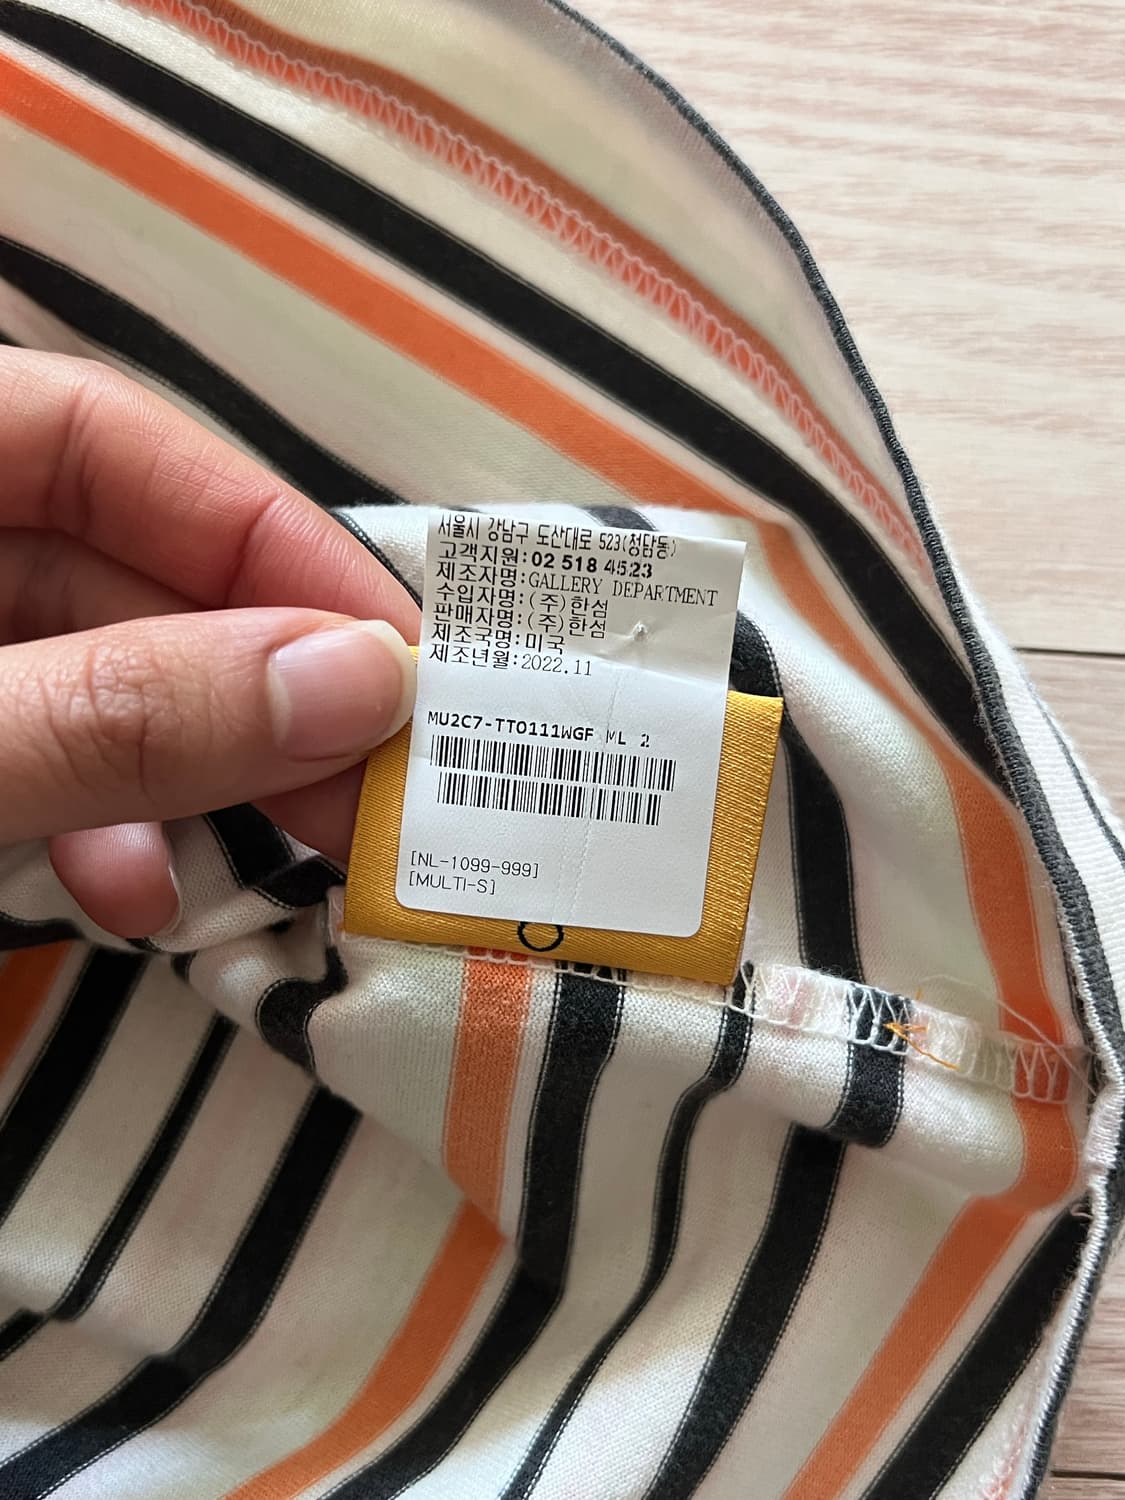 서울시 강남구 도산대로 523(청담동)
고객지원:02 518 4523
제조자명:GALLERY DEPARTMENT
수입자명:(주)한섬
판매자명:(주)한섬
제조국명:미국
제조년월:2022.11
MU2C7-TTO111WGF ML 2
[NL-1099-999]
[MULTI-S]